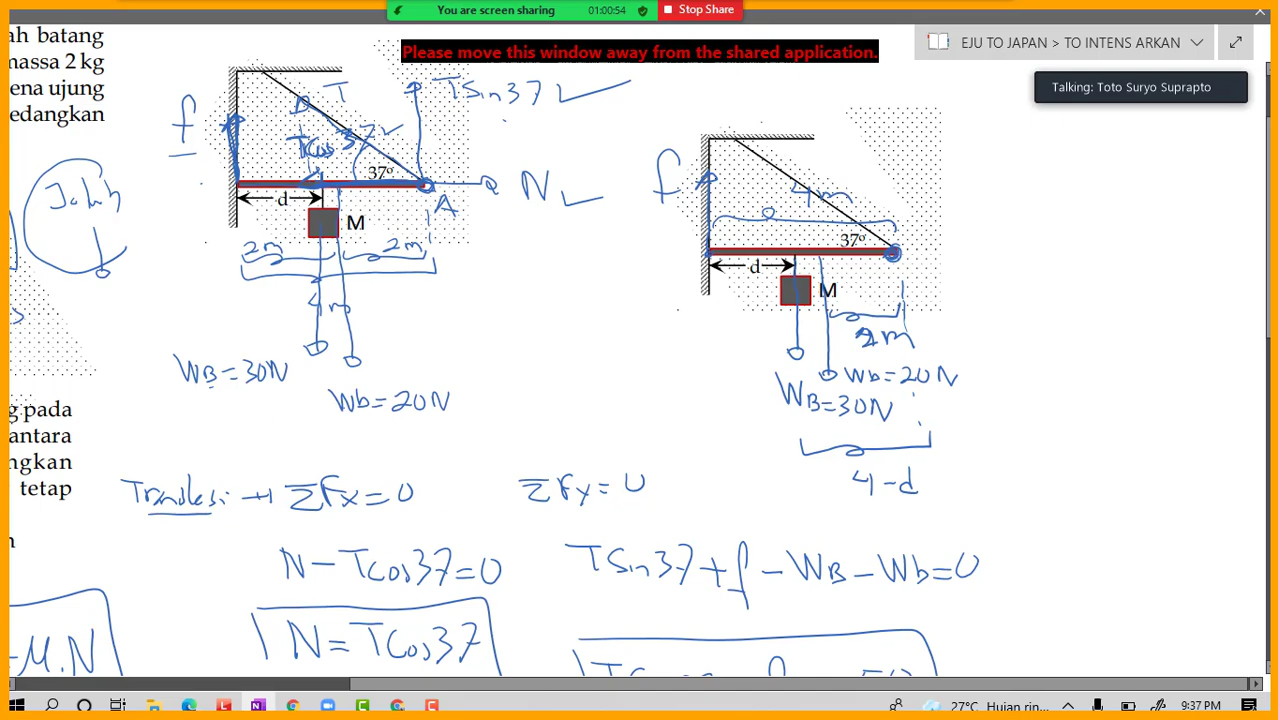 You are screen sharing
01:00:54
Stop Share
Please move this window away from the shared application.
EJU TO JAPAN > TO INTENS ARKAN
Talking: Toto Suryo Suprapto
ah batang
massa 2 kg
ena ujung
edangkan
f
T
T Sin 37
T Cos 37
37°
N
A
d
M
2m
2m
4m
WB = 30N
Wb = 20N
f
4m
37°
d
M
2m
Wb = 20N
WB = 30N
4 - d
g pada
ntara
ngkan
tetap
Translasi → ΣFx = 0
ΣFy = 0
N - T Cos 37 = 0
T Sin 37 + f - WB - Wb = 0
N = T Cos 37
μ.N
27°C Hujan rin...
9:37 PM